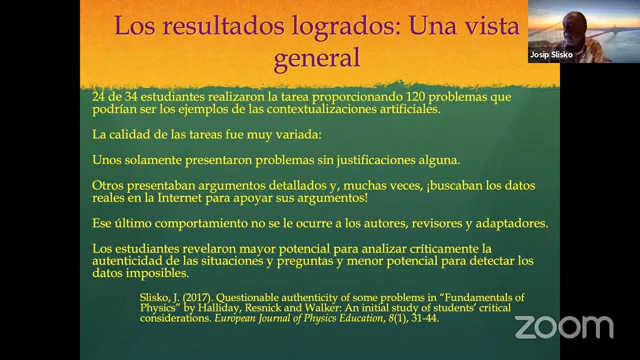 Los resultados logrados: Una vista
general
Josip Slisko
24 de 34 estudiantes realizaron la tarea proporcionando 120 problemas que
podrían ser los ejemplos de las contextualizaciones artificiales.
La calidad de las tareas fue muy variada:
Unos solamente presentaron problemas sin justificaciones alguna.
Otros presentaban argumentos detallados y, muchas veces, ¡buscaban los datos
reales en la Internet para apoyar sus argumentos!
Ese último comportamiento no se le ocurre a los autores, revisores y adaptadores.
Los estudiantes revelaron mayor potencial para analizar críticamente la
autenticidad de las situaciones y preguntas y menor potencial para detectar los
datos imposibles.
Slisko, J. (2017). Questionable authenticity of some problems in “Fundamentals of
Physics” by Halliday, Resnick and Walker: An initial study of students’ critical
considerations. European Journal of Physics Education, 8(1), 31-44.
zoom